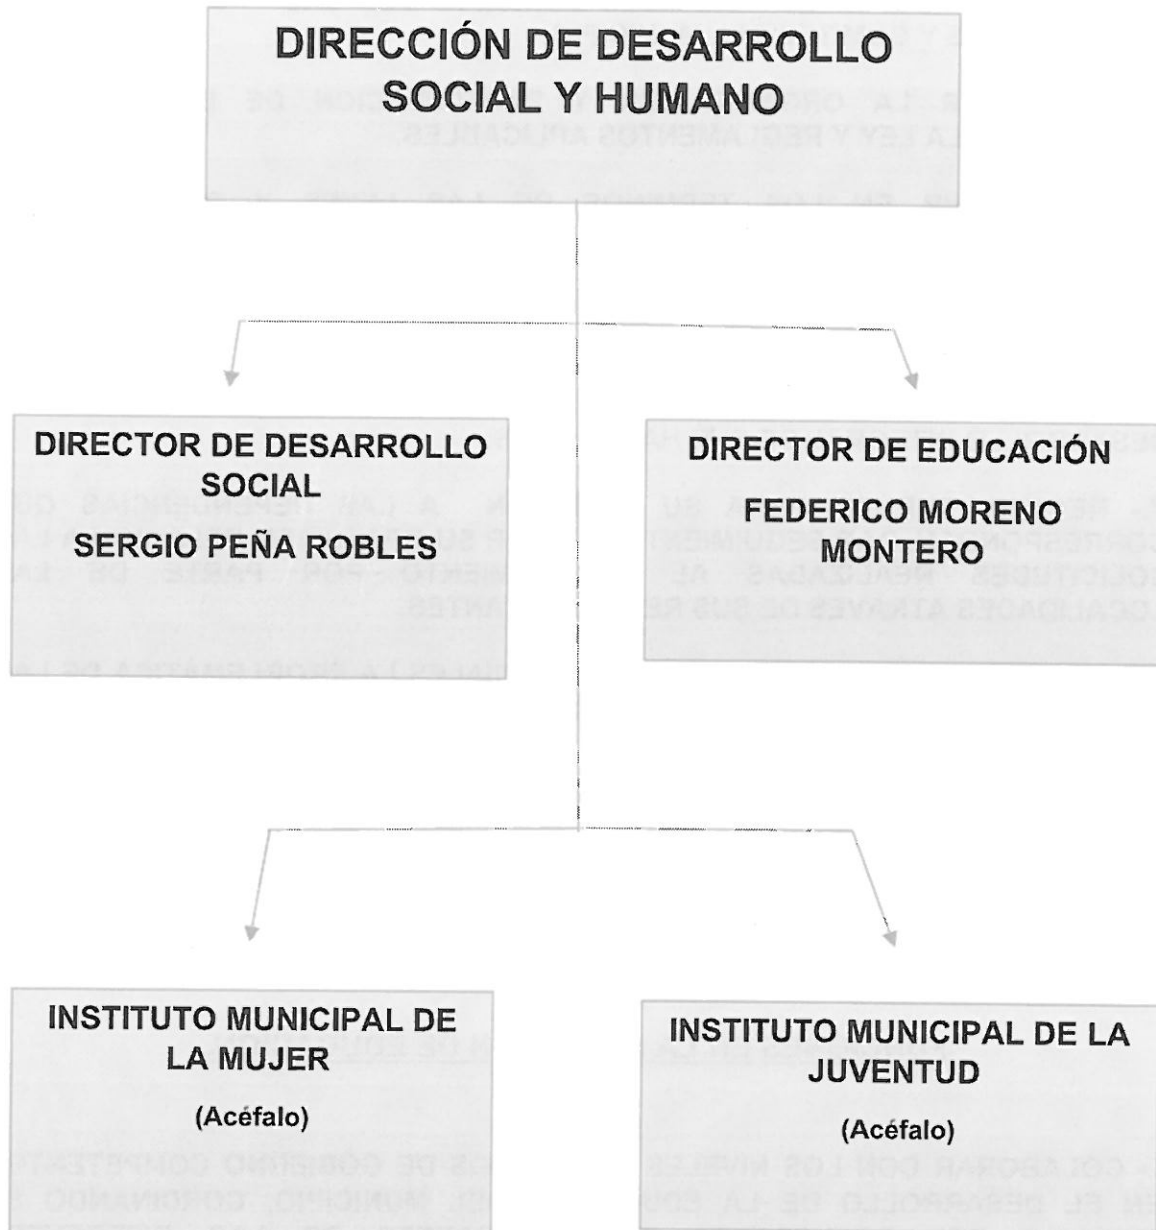 DIRECCIÓN DE DESARROLLO
SOCIAL Y HUMANO
DIRECTOR DE DESARROLLO
SOCIAL
SERGIO PEÑA ROBLES
DIRECTOR DE EDUCACIÓN
FEDERICO MORENO
MONTERO
INSTITUTO MUNICIPAL DE
LA MUJER
(Acéfalo)
INSTITUTO MUNICIPAL DE LA
JUVENTUD
(Acéfalo)